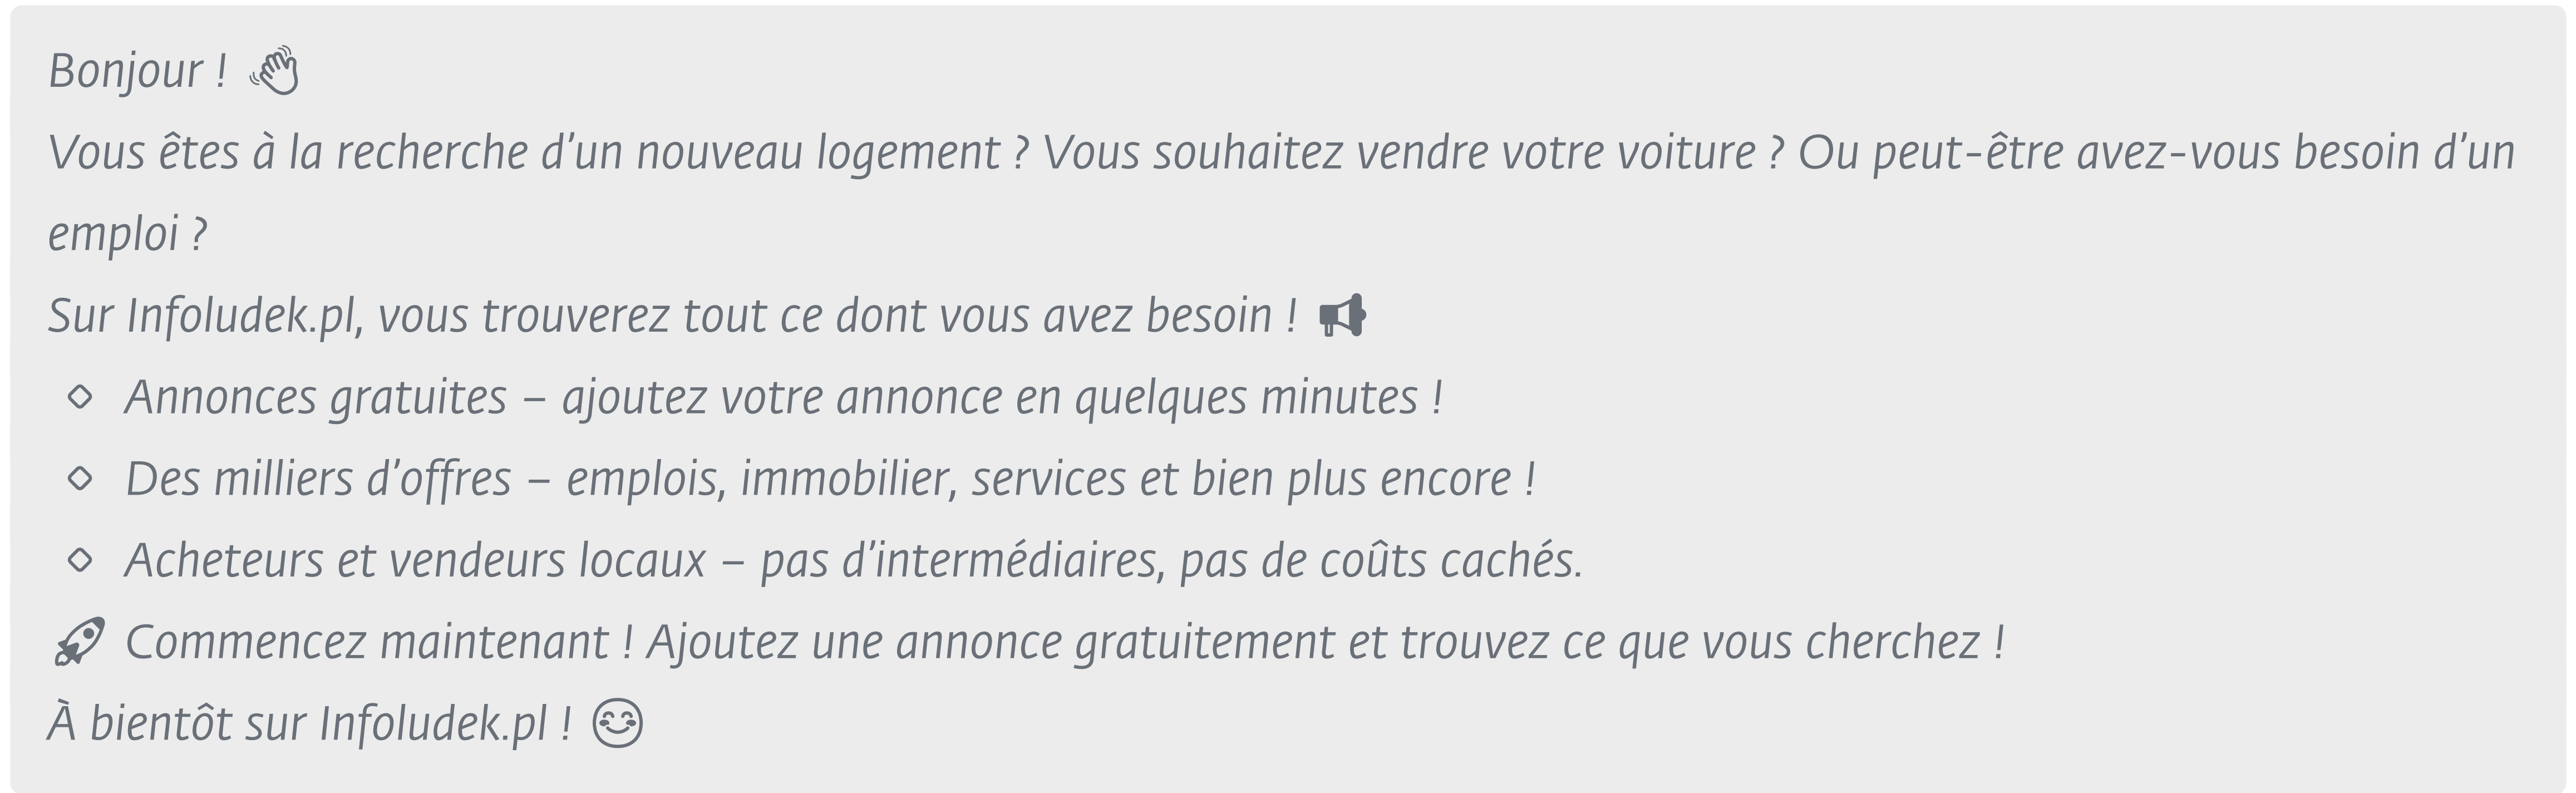 Bonjour ! 👋
Vous êtes à la recherche d’un nouveau logement ? Vous souhaitez vendre votre voiture ? Ou peut-être avez-vous besoin d’un
emploi ?
Sur Infoludek.pl, vous trouverez tout ce dont vous avez besoin ! 📢
🔹 Annonces gratuites – ajoutez votre annonce en quelques minutes !
🔹 Des milliers d’offres – emplois, immobilier, services et bien plus encore !
🔹 Acheteurs et vendeurs locaux – pas d’intermédiaires, pas de coûts cachés.
🚀 Commencez maintenant ! Ajoutez une annonce gratuitement et trouvez ce que vous cherchez !
À bientôt sur Infoludek.pl ! 😊